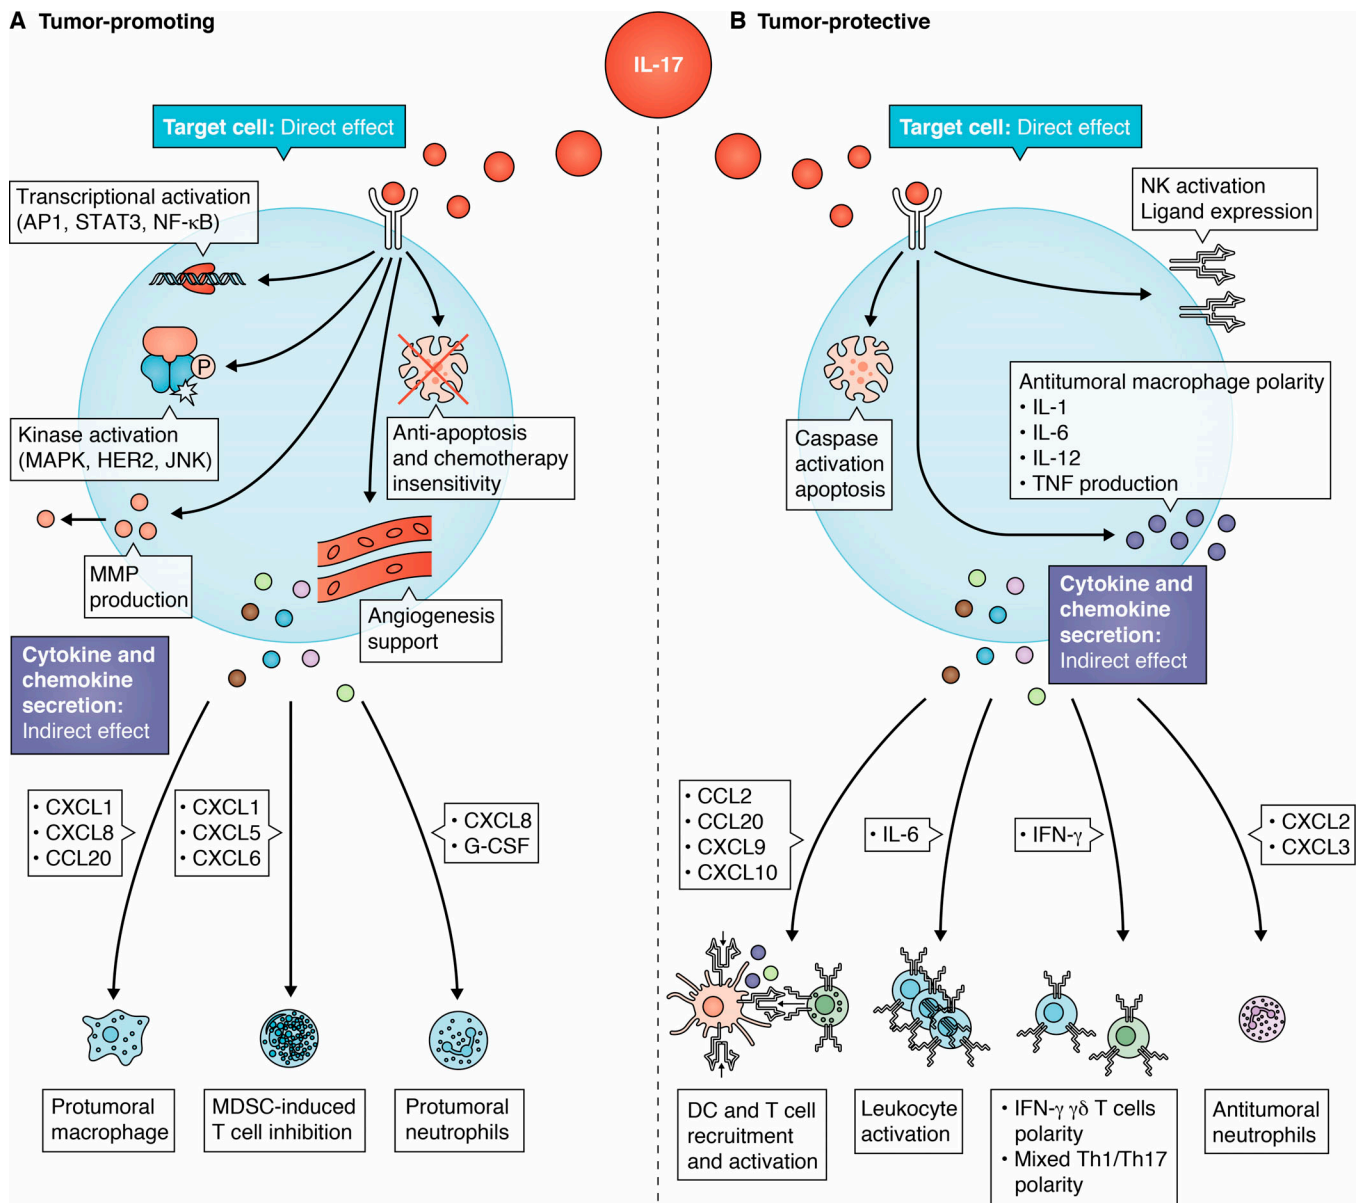 A Tumor-promoting
IL-17
B Tumor-protective
Target cell: Direct effect
Transcriptional activation
(AP1, STAT3, NF-κB)
P
Kinase activation
(MAPK, HER2, JNK)
Anti-apoptosis
and chemotherapy
insensitivity
MMP
production
Angiogenesis
support
Cytokine and
chemokine
secretion:
Indirect effect
• CXCL1
• CXCL8
• CCL20
• CXCL1
• CXCL5
• CXCL6
• CXCL8
• G-CSF
Protumoral
macrophage
MDSC-induced
T cell inhibition
Protumoral
neutrophils
Target cell: Direct effect
NK activation
Ligand expression
Caspase
activation
apoptosis
Antitumoral macrophage polarity
• IL-1
• IL-6
• IL-12
• TNF production
Cytokine and
chemokine
secretion:
Indirect effect
• CCL2
• CCL20
• CXCL9
• CXCL10
• IL-6
• IFN-γ
• CXCL2
• CXCL3
DC and T cell
recruitment
and activation
Leukocyte
activation
• IFN-γ γδ T cells
polarity
• Mixed Th1/Th17
polarity
Antitumoral
neutrophils